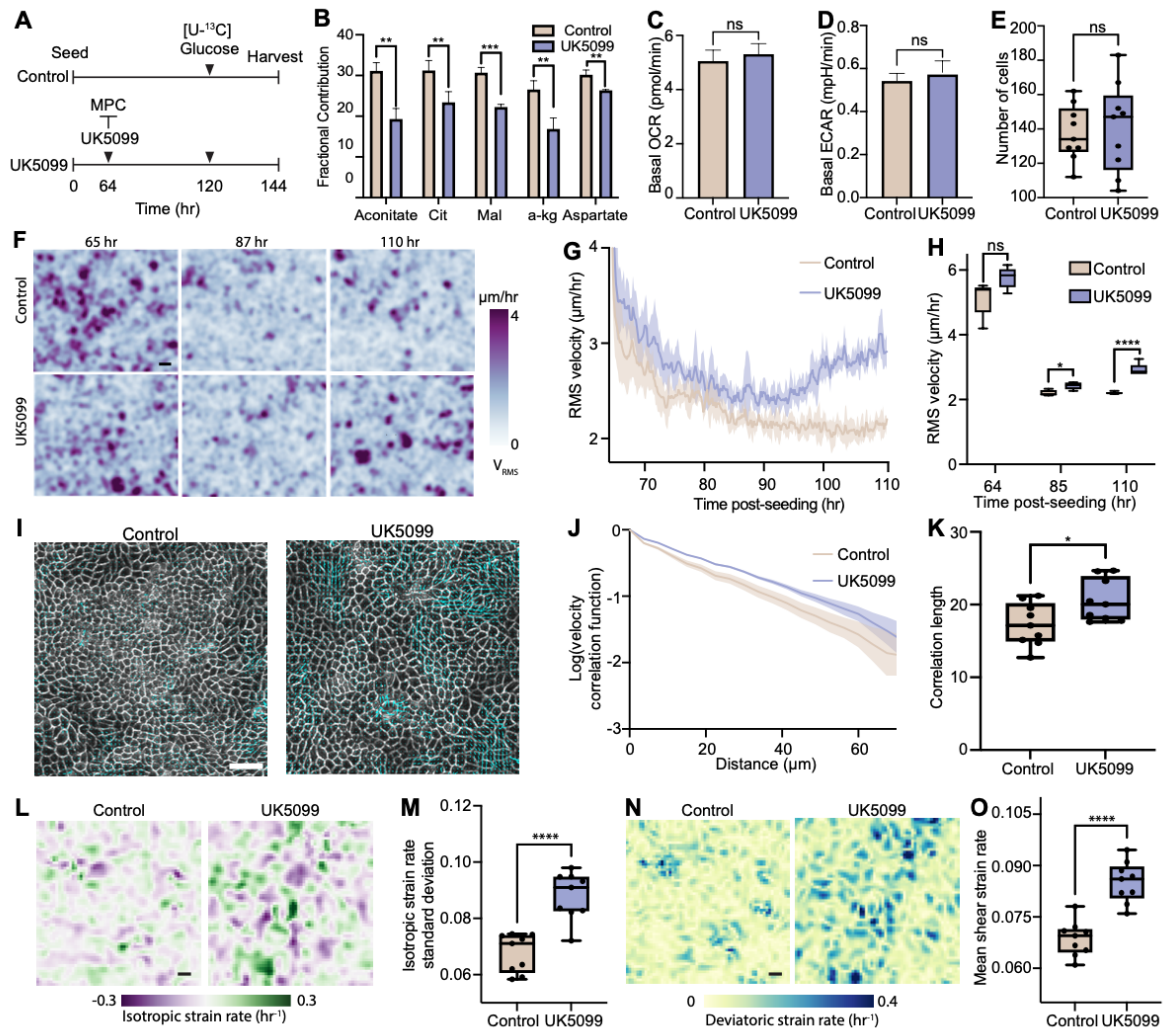 A
[U-¹³C]
Glucose
Seed
Harvest
Control
MPC
UK5099
UK5099
0
64
120
144
Time (hr)
B
Control
UK5099
Fractional Contribution
40
30
20
10
0
**
**
***
**
**
Aconitate
Cit
Mal
a-kg
Aspartate
C
ns
Basal OCR (pmol/min)
8
6
4
2
0
Control UK5099
D
ns
Basal ECAR (mpH/min)
0.8
0.6
0.4
0.2
0.0
Control UK5099
E
ns
Number of cells
200
180
160
140
120
100
Control UK5099
F
65 hr
87 hr
110 hr
Control
UK5099
μm/hr
4
0
V RMS
G
Control
UK5099
RMS velocity (μm/hr)
4
3
2
70
80
90
100
110
Time post-seeding (hr)
H
ns
Control
UK5099
*
****
RMS velocity (μm/hr)
6
4
2
0
64
85
110
Time post-seeding (hr)
I
Control
UK5099
J
Control
UK5099
Log(velocity
correlation function)
0
-1
-2
-3
0
20
40
60
Distance (μm)
K
*
Correlation length
30
20
10
0
Control
UK5099
L
Control
UK5099
-0.3
0.3
Isotropic strain rate (hr⁻¹)
M
****
Isotropic strain rate
standard deviation
0.12
0.10
0.08
0.06
Control UK5099
N
Control
UK5099
0
0.4
Deviatoric strain rate (hr⁻¹)
O
****
Mean shear strain rate
0.105
0.090
0.075
0.060
Control UK5099